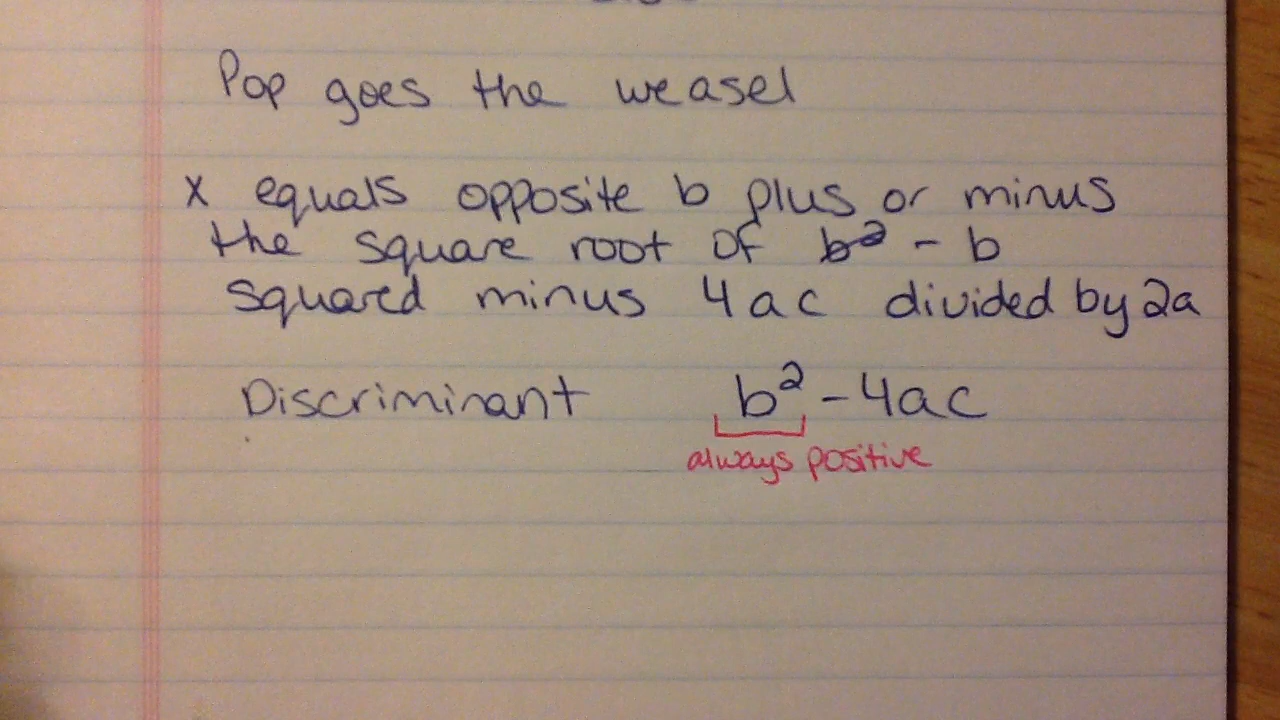 Pop goes the weasel
x equals opposite b plus or minus
the square root of b² - b
squared minus 4ac divided by 2a
Discriminant b² - 4ac
always positive